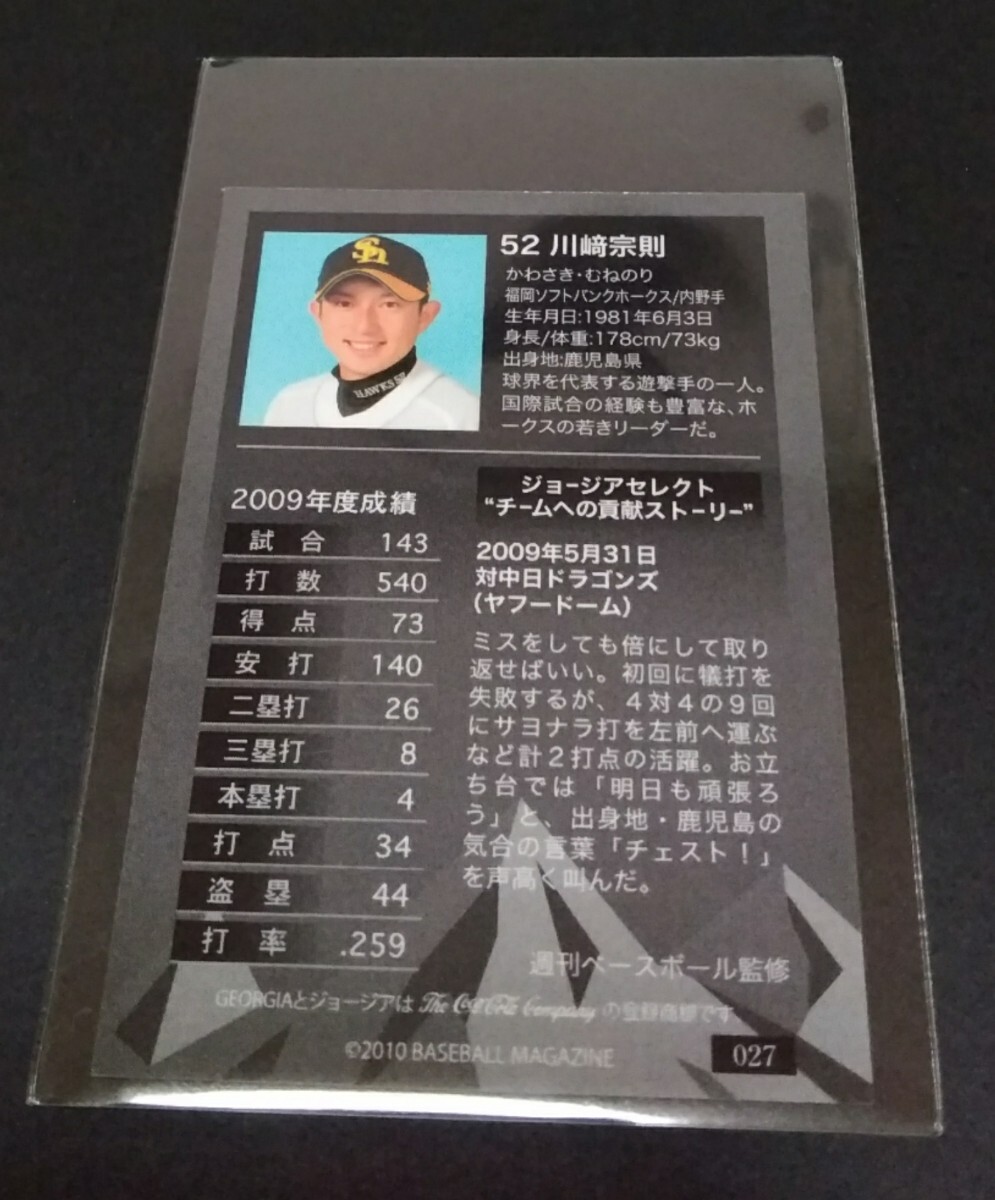 52 川﨑宗則
かわさき・むねのり
福岡ソフトバンクホークス/内野手
生年月日:1981年6月3日
身長/体重:178cm/73kg
出身地:鹿児島県
球界を代表する遊撃手の一人。
国際試合の経験も豊富な、ホ
ークスの若きリーダーだ。
SH
HAWKS 52
2009年度成績
試合 143
打数 540
得点 73
安打 140
二塁打 26
三塁打 8
本塁打 4
打点 34
盗塁 44
打率 .259
ジョージアセレクト
“チームへの貢献ストーリー”
2009年5月31日
対中日ドラゴンズ
(ヤフードーム)
ミスをしても倍にして取り
返せばいい。初回に犠打を
失敗するが、4対4の9回
にサヨナラ打を左前へ運ぶ
など計2打点の活躍。お立
ち台では「明日も頑張ろ
う」と、出身地・鹿児島の
気合の言葉「チェスト!」
を声高く叫んだ。
週刊ベースボール監修
GEORGIAとジョージアは The Coca-Cola Company の登録商標です
©2010 BASEBALL MAGAZINE
027